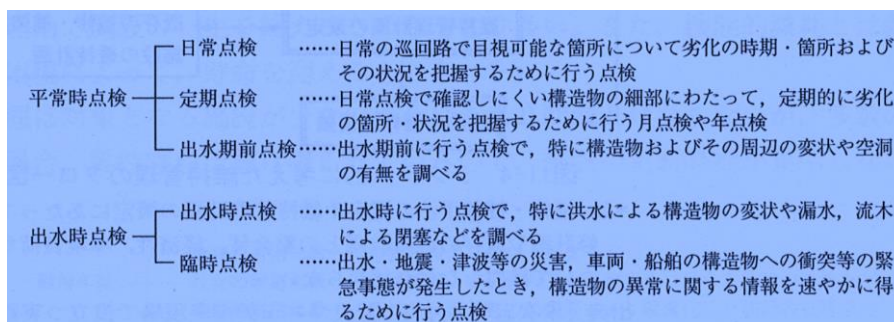 日常点検 ……日常の巡回路で目視可能な箇所について劣化の時期・箇所および
その状況を把握するために行う点検
平常時点検 定期点検 ……日常点検で確認しにくい構造物の細部にわたって，定期的に劣化
の箇所・状況を把握するために行う月点検や年点検
出水期前点検……出水期前に行う点検で，特に構造物およびその周辺の変状や空洞
の有無を調べる
出水時点検 出水時点検 ……出水時に行う点検で，特に洪水による構造物の変状や漏水，流木
による閉塞などを調べる
臨時点検 ……出水・地震・津波等の災害，車両・船舶の構造物への衝突等の緊
急事態が発生したとき，構造物の異常に関する情報を速やかに得
るために行う点検